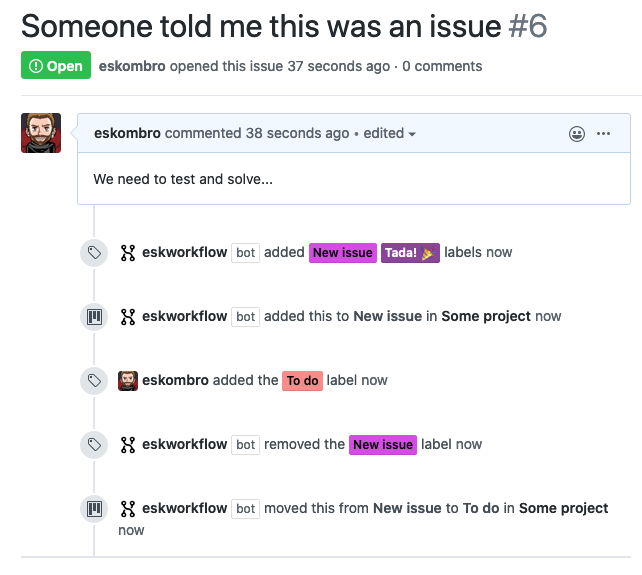 Someone told me this was an issue #6
Open eskombro opened this issue 37 seconds ago · 0 comments
eskombro commented 38 seconds ago • edited
We need to test and solve...
eskworkflow bot added New issue Tada! 🎉 labels now
eskworkflow bot added this to New issue in Some project now
eskombro added the To do label now
eskworkflow bot removed the New issue label now
eskworkflow bot moved this from New issue to To do in Some project
now